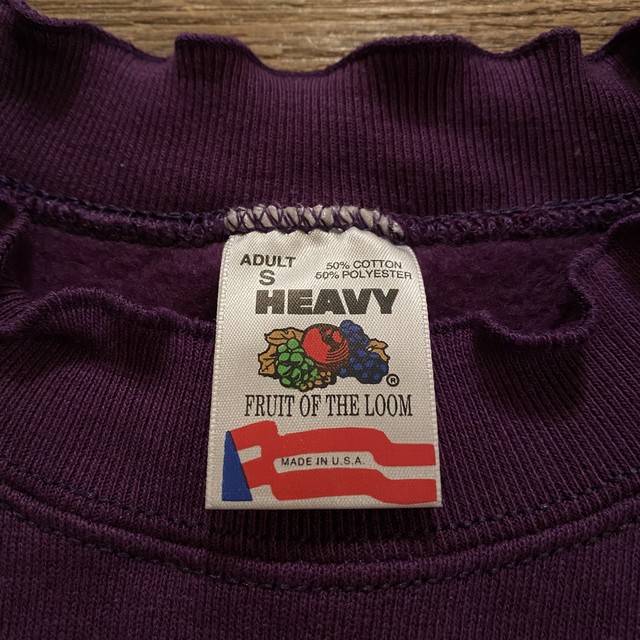 ADULT
S
50% COTTON
50% POLYESTER
HEAVY
®
FRUIT OF THE LOOM
MADE IN U.S.A.